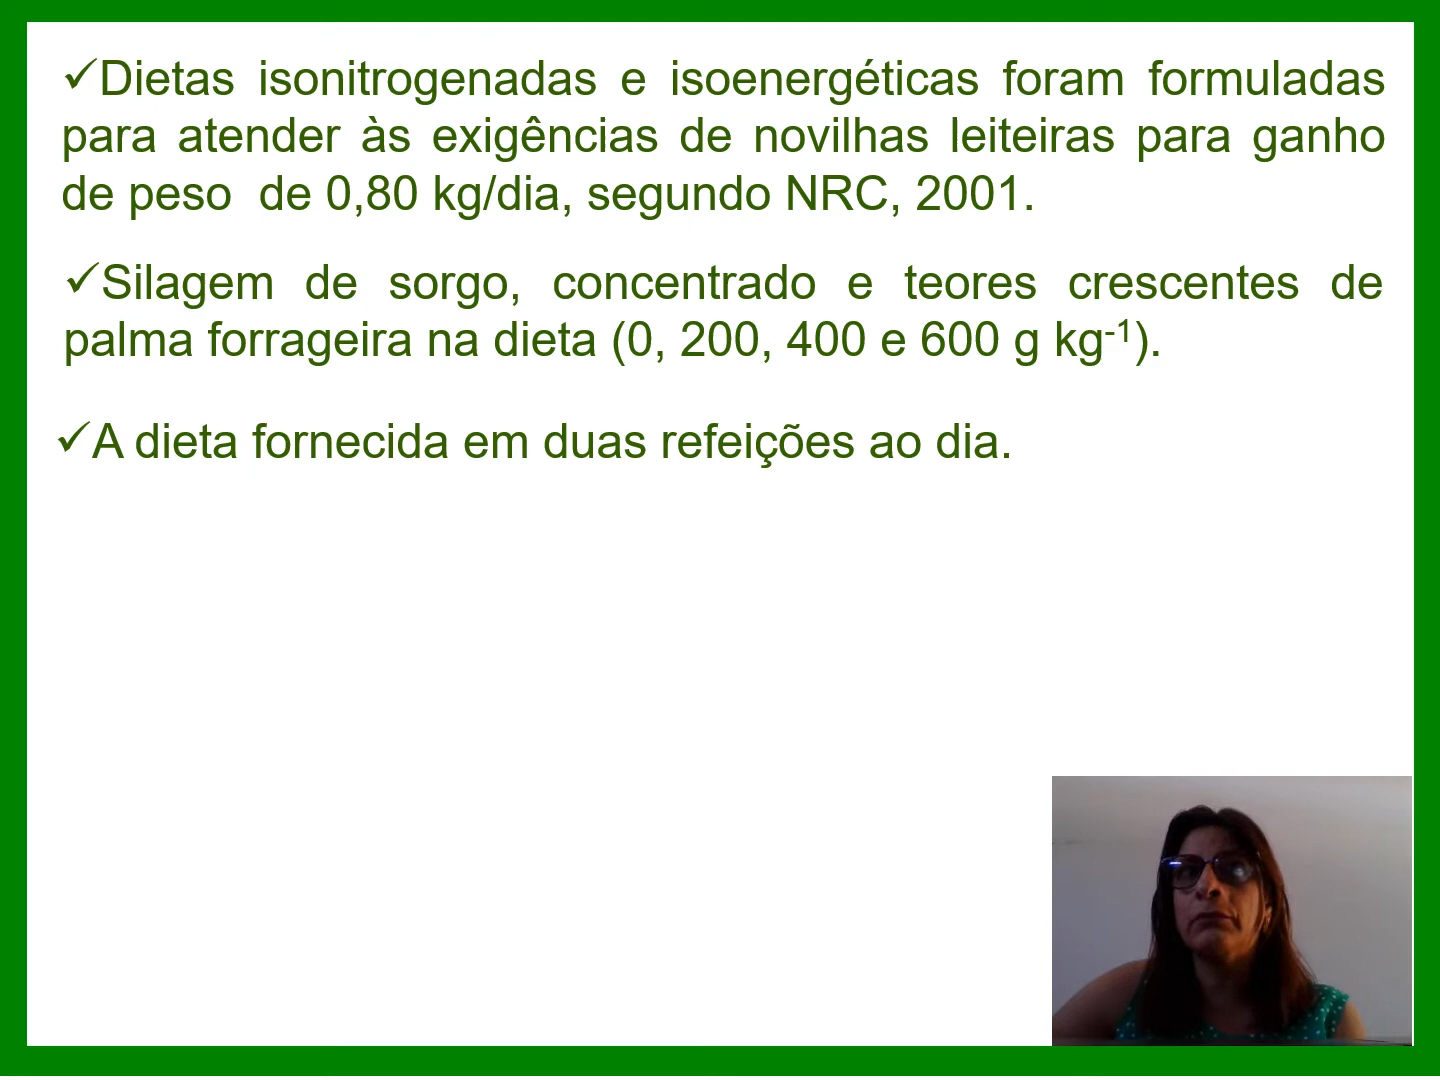 ✓Dietas isonitrogenadas e isoenergéticas foram formuladas
para atender às exigências de novilhas leiteiras para ganho
de peso  de 0,80 kg/dia, segundo NRC, 2001.
✓Silagem de sorgo, concentrado e teores crescentes de
palma forrageira na dieta (0, 200, 400 e 600 g kg⁻¹).
✓A dieta fornecida em duas refeições ao dia.